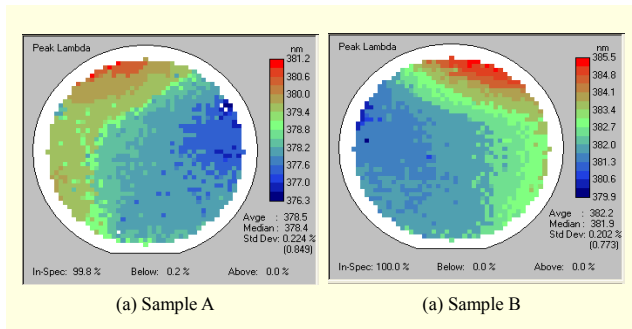 Peak Lambda
nm
381.2
380.6
380.0
379.4
378.8
378.2
377.6
377.0
376.3
Avge : 378.5
Median : 378.4
Std Dev: 0.224 %
(0.849)
In-Spec: 99.8 % Below: 0.2 % Above: 0.0 %
(a) Sample A
Peak Lambda
nm
385.5
384.8
384.1
383.4
382.7
382.0
381.3
380.6
379.9
Avge : 382.2
Median : 381.9
Std Dev: 0.202 %
(0.773)
In-Spec: 100.0 % Below: 0.0 % Above: 0.0 %
(a) Sample B